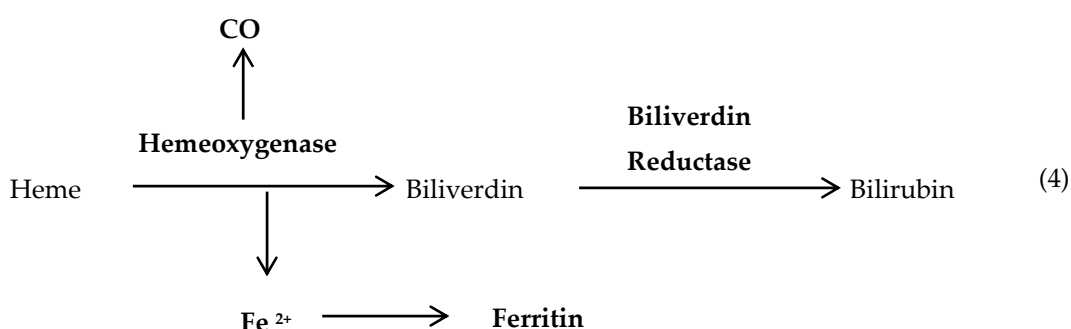 CO
Hemeoxygenase
Biliverdin
Reductase
Heme Biliverdin Bilirubin (4)
Fe 2+ Ferritin